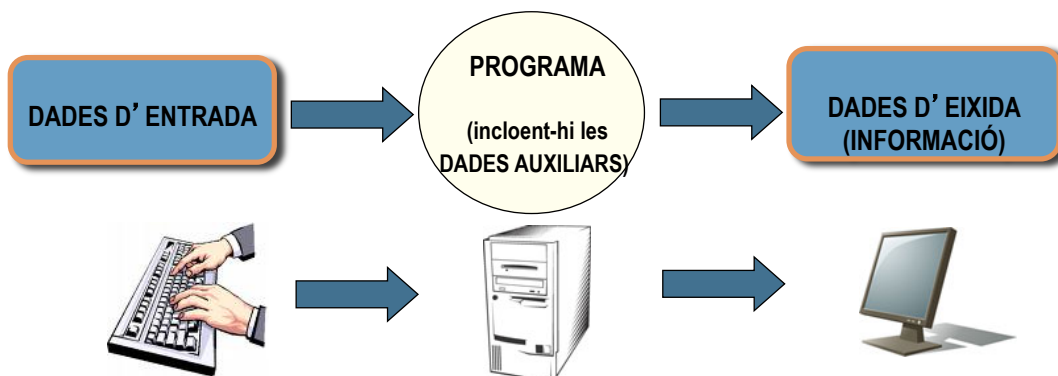 DADES D' ENTRADA
PROGRAMA
(incloent-hi les
DADES AUXILIARS)
DADES D' EIXIDA
(INFORMACIÓ)